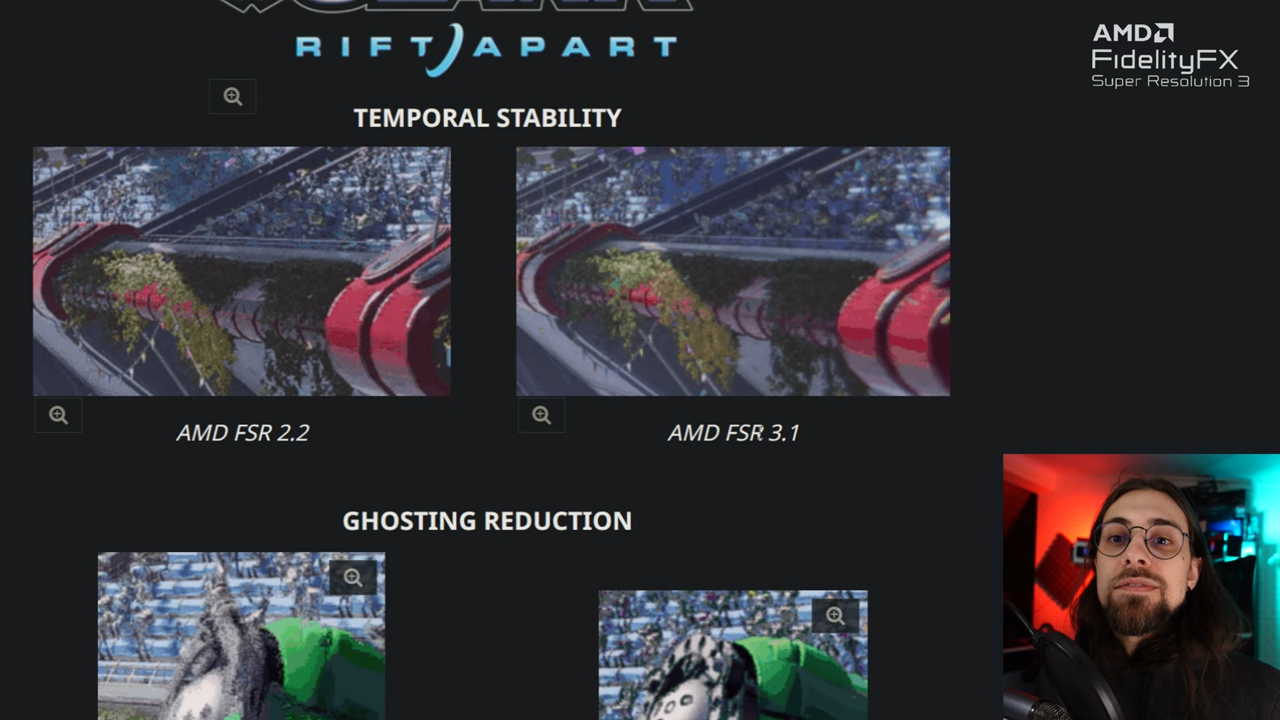 RIFT APART
AMD
FidelityFX
Super Resolution 3
TEMPORAL STABILITY
AMD FSR 2.2
AMD FSR 3.1
GHOSTING REDUCTION